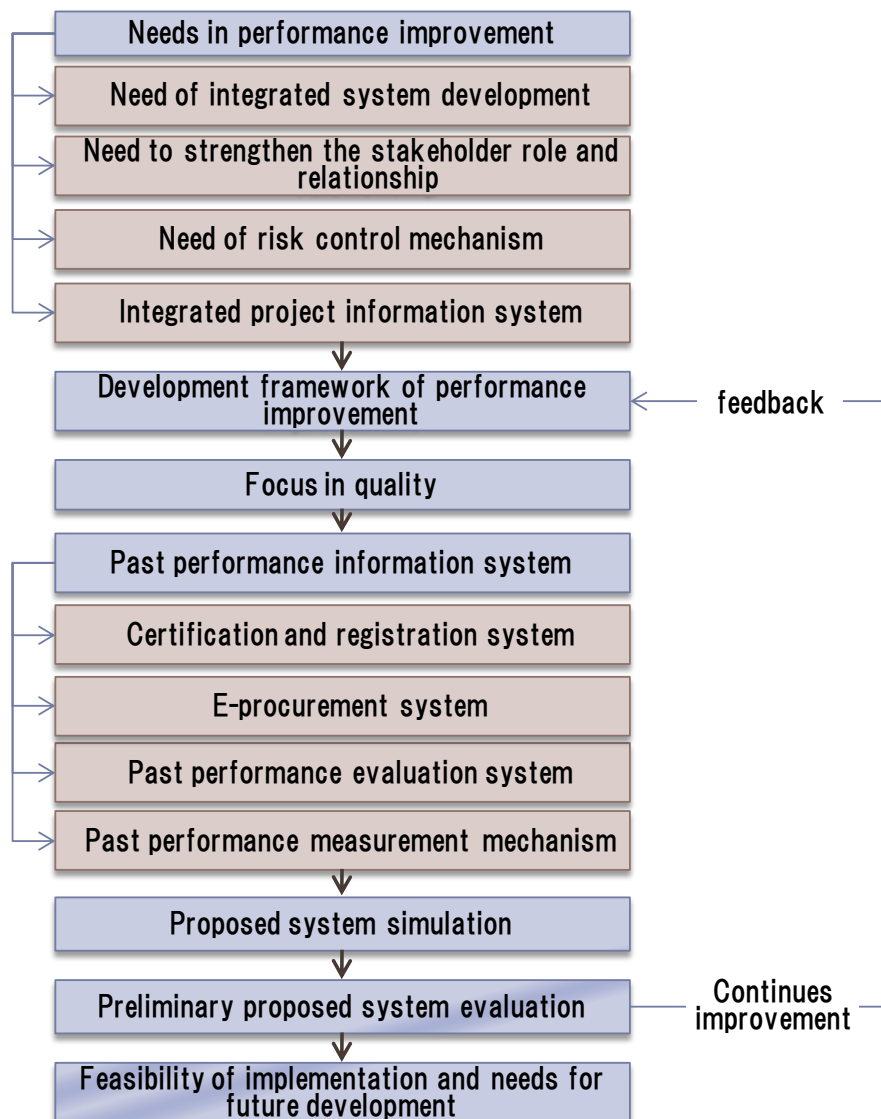 Needs in performance improvement
Need of integrated system development
Need to strengthen the stakeholder role and
relationship
Need of risk control mechanism
Integrated project information system
Development framework of performance
improvement
feedback
Focus in quality
Past performance information system
Certification and registration system
E-procurement system
Past performance evaluation system
Past performance measurement mechanism
Proposed system simulation
Preliminary proposed system evaluation
Continues
improvement
Feasibility of implementation and needs for
future development